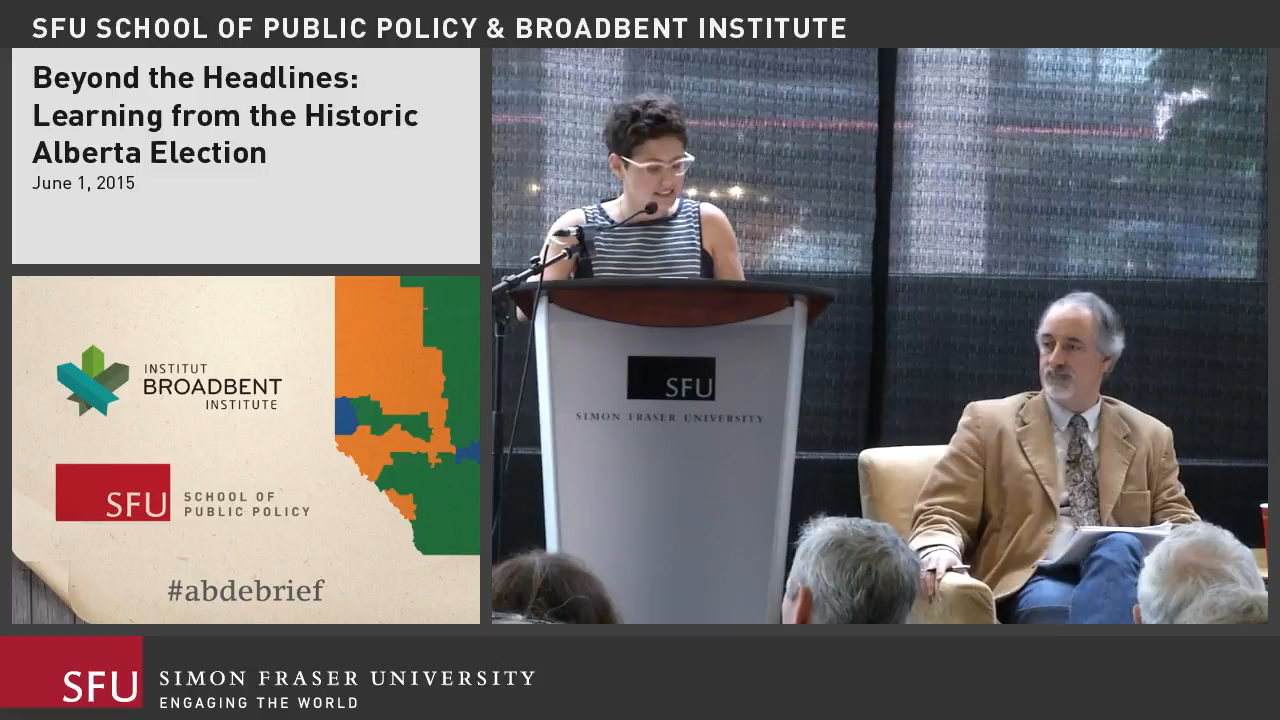 SFU SCHOOL OF PUBLIC POLICY & BROADBENT INSTITUTE
Beyond the Headlines:
Learning from the Historic
Alberta Election
June 1, 2015
INSTITUT
BROADBENT
INSTITUTE
SFU
SCHOOL OF
PUBLIC POLICY
#abdebrief
SFU
SIMON FRASER UNIVERSITY
SFU
SIMON FRASER UNIVERSITY
ENGAGING THE WORLD